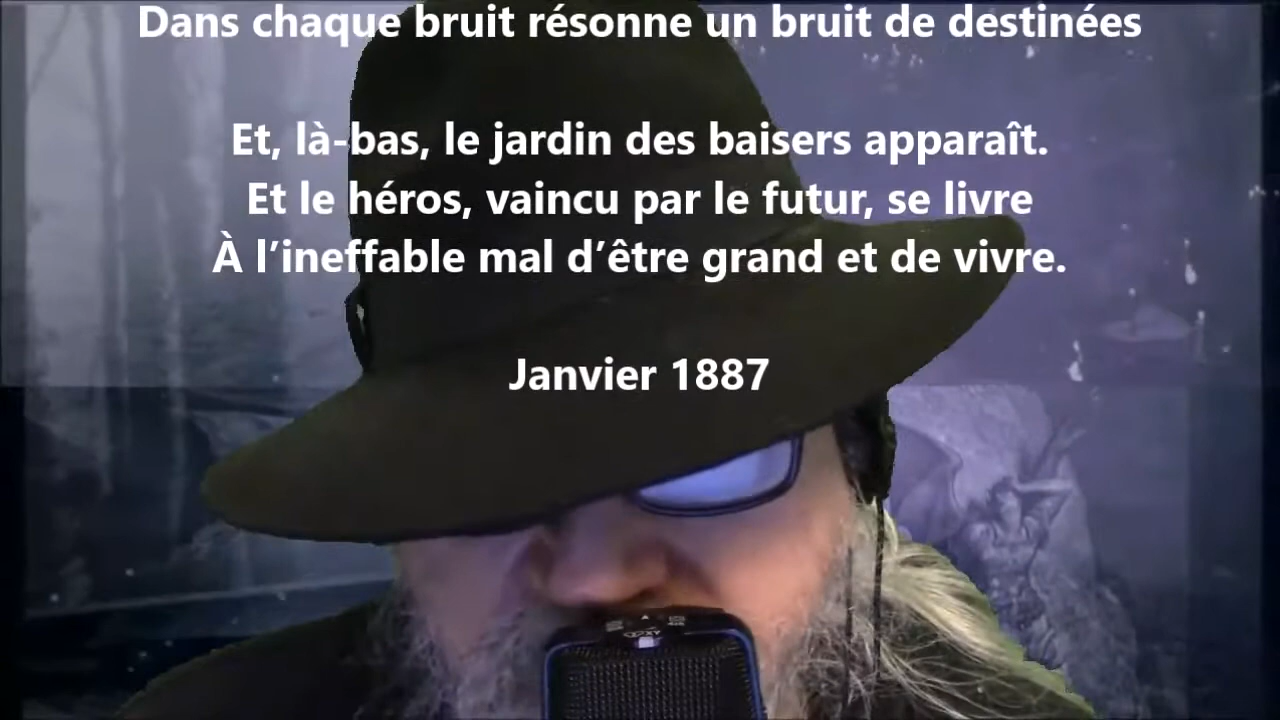 Dans chaque bruit résonne un bruit de destinées
Et, là-bas, le jardin des baisers apparaît.
Et le héros, vaincu par le futur, se livre
À l’ineffable mal d’être grand et de vivre.
Janvier 1887
XY